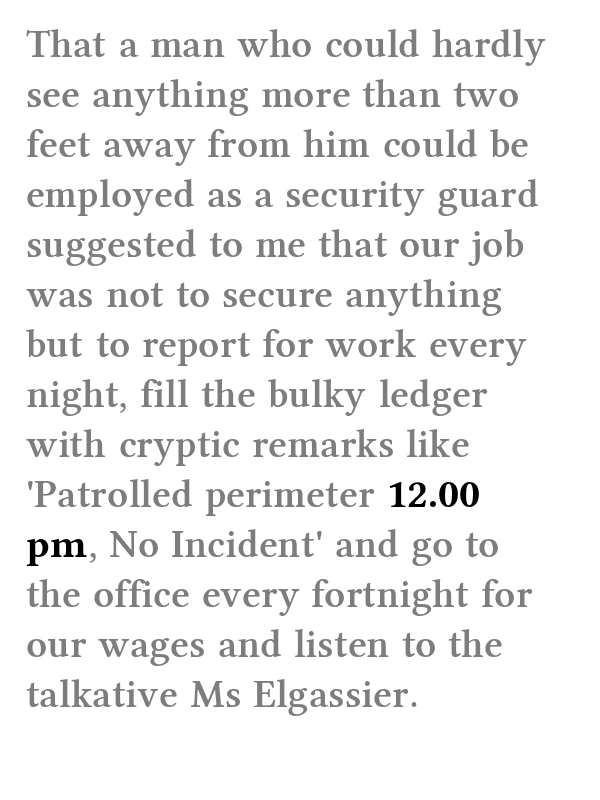 That a man who could hardly
see anything more than two
feet away from him could be
employed as a security guard
suggested to me that our job
was not to secure anything
but to report for work every
night, fill the bulky ledger
with cryptic remarks like
'Patrolled perimeter 12.00
pm, No Incident' and go to
the office every fortnight for
our wages and listen to the
talkative Ms Elgassier.